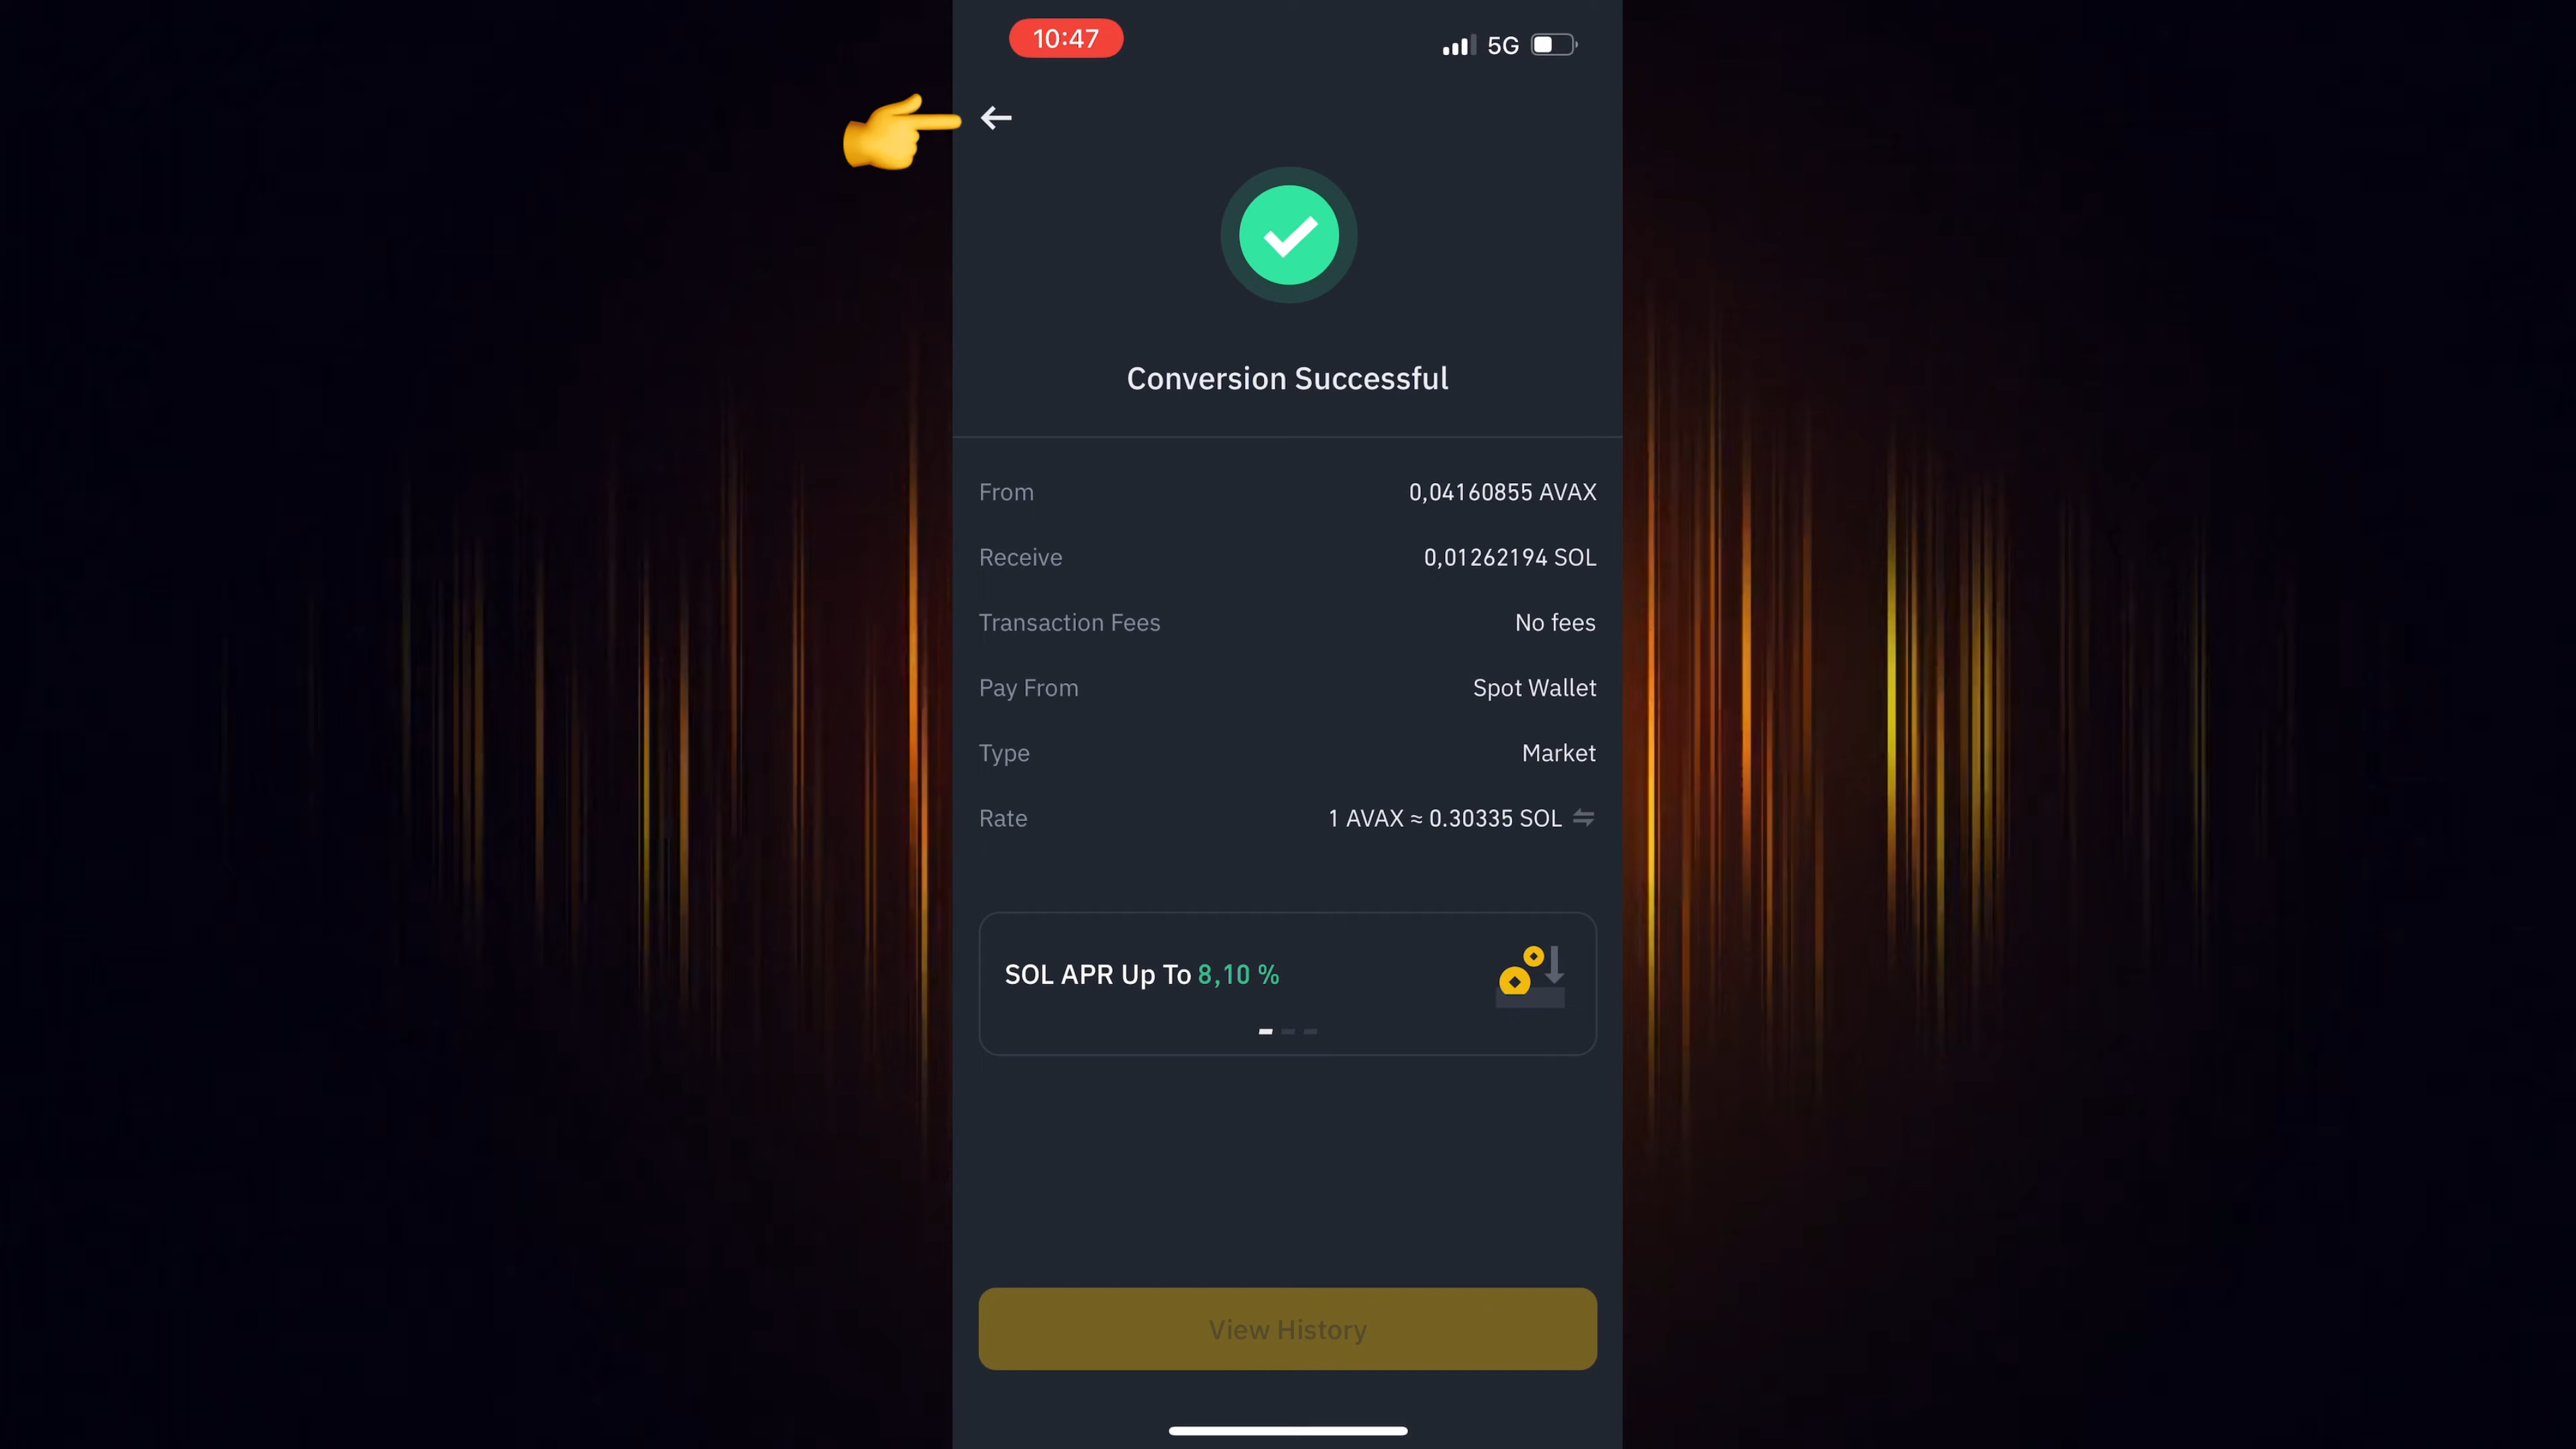 10:47
5G
Conversion Successful
From 0,04160855 AVAX
Receive 0,01262194 SOL
Transaction Fees No fees
Pay From Spot Wallet
Type Market
Rate 1 AVAX ≈ 0.30335 SOL
SOL APR Up To 8,10 %
View History